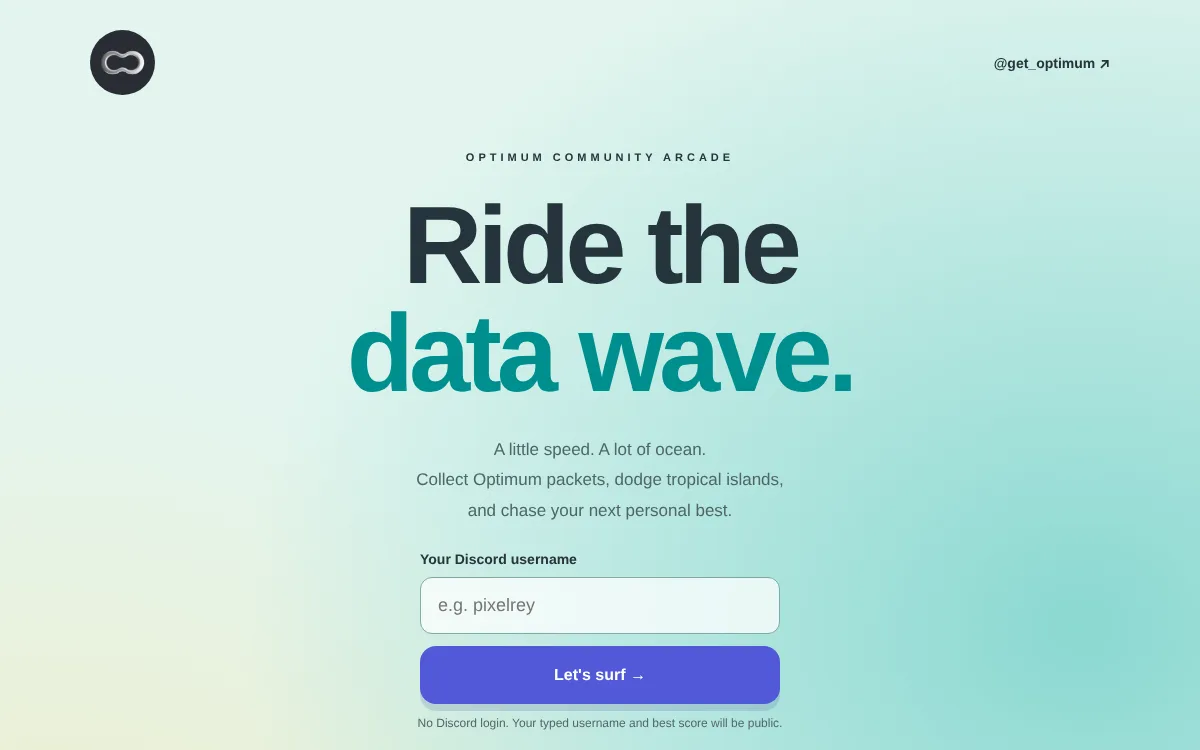 @get_optimum ↗
OPTIMUM COMMUNITY ARCADE
Ride the
data wave.
A little speed. A lot of ocean.
Collect Optimum packets, dodge tropical islands,
and chase your next personal best.
Your Discord username
e.g. pixelrey
Let's surf →
No Discord login. Your typed username and best score will be public.